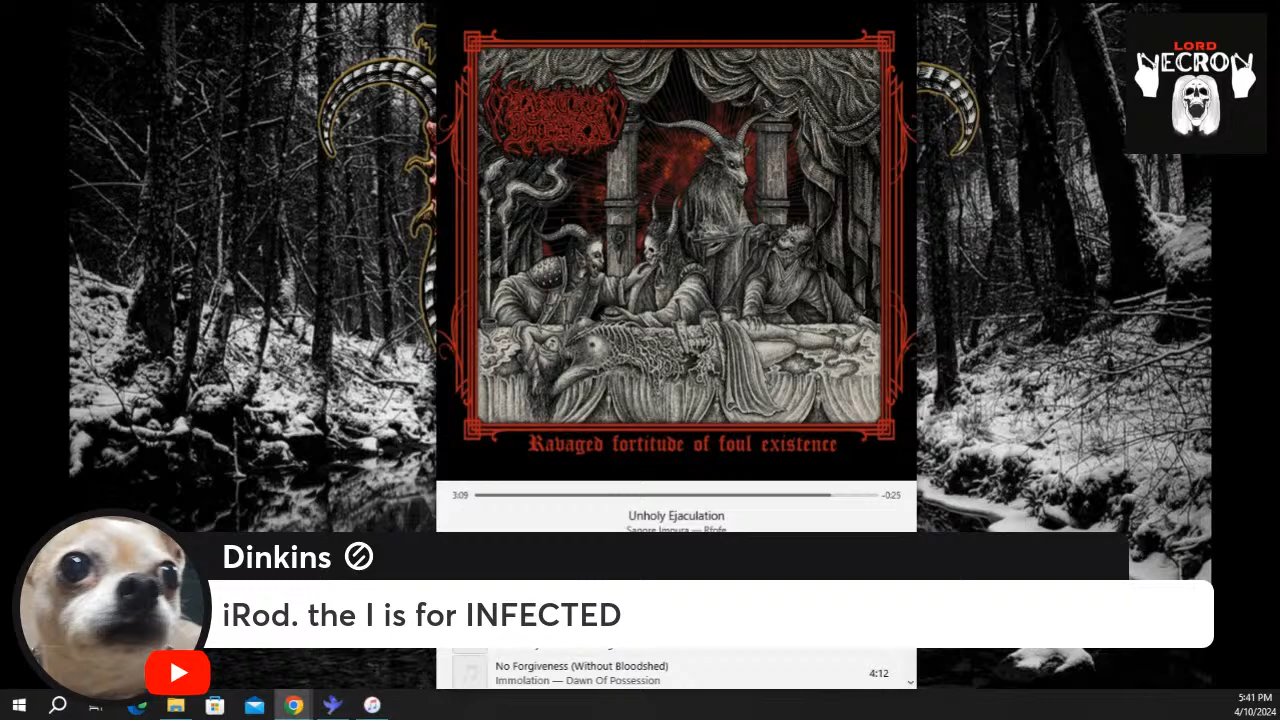 LORD
NECRON
Ravaged fortitude of foul existence
3:09
-0:25
Unholy Ejaculation
Dinkins
iRod. the I is for INFECTED
No Forgiveness (Without Bloodshed)
4:12
Immolation — Dawn Of Possession
5:41 PM
4/10/2024